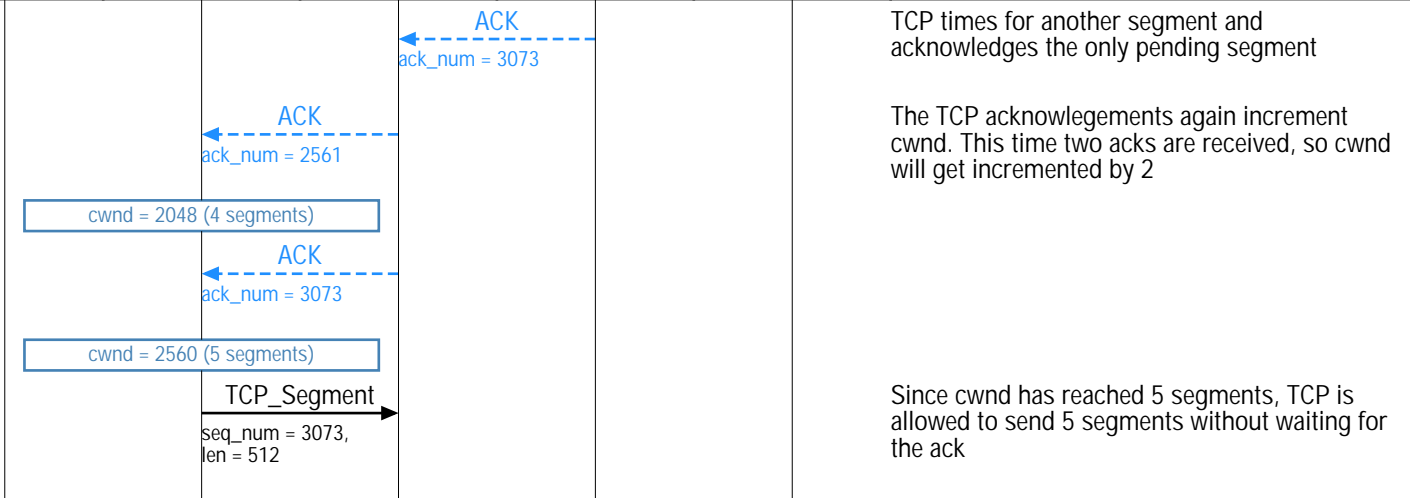 ACK
ack_num = 3073
TCP times for another segment and
acknowledges the only pending segment
ACK
ack_num = 2561
The TCP acknowlegements again increment
cwnd. This time two acks are received, so cwnd
will get incremented by 2
cwnd = 2048 (4 segments)
ACK
ack_num = 3073
cwnd = 2560 (5 segments)
TCP_Segment
seq_num = 3073,
len = 512
Since cwnd has reached 5 segments, TCP is
allowed to send 5 segments without waiting for
the ack